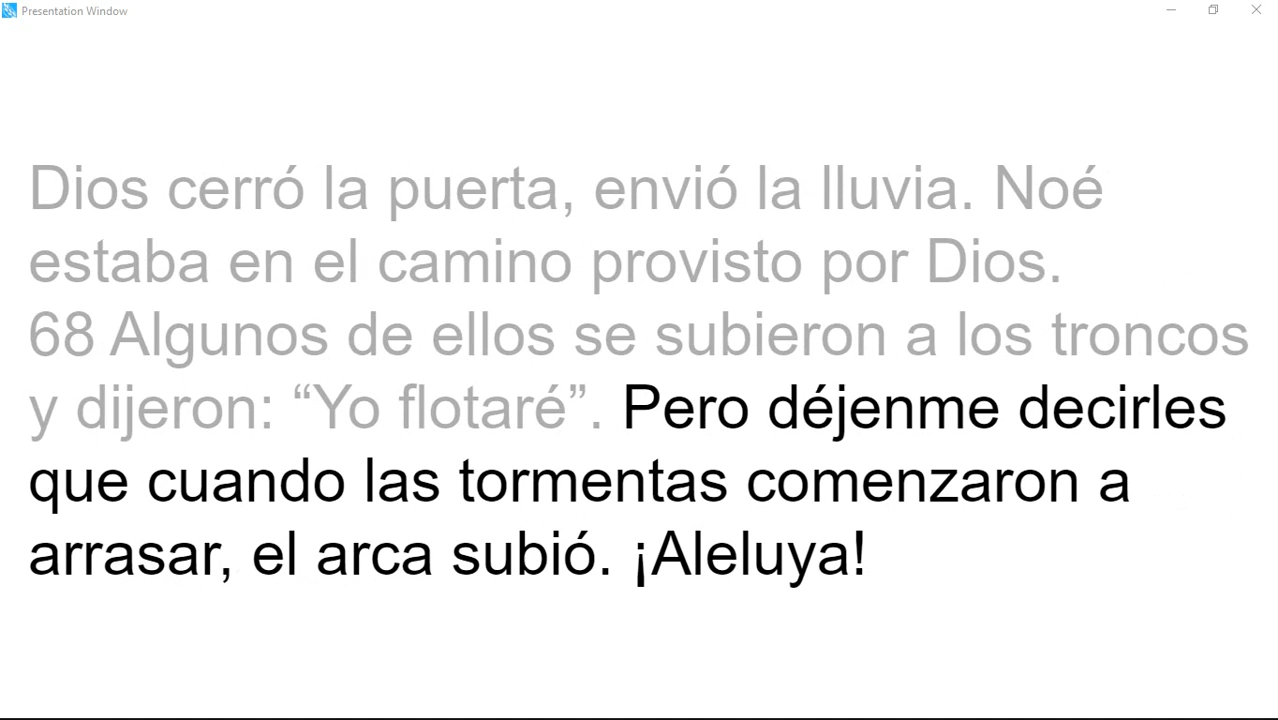 Presentation Window
Dios cerró la puerta, envió la lluvia. Noé
estaba en el camino provisto por Dios.
68 Algunos de ellos se subieron a los troncos
y dijeron: “Yo flotaré”. Pero déjenme decirles
que cuando las tormentas comenzaron a
arrasar, el arca subió. ¡Aleluya!